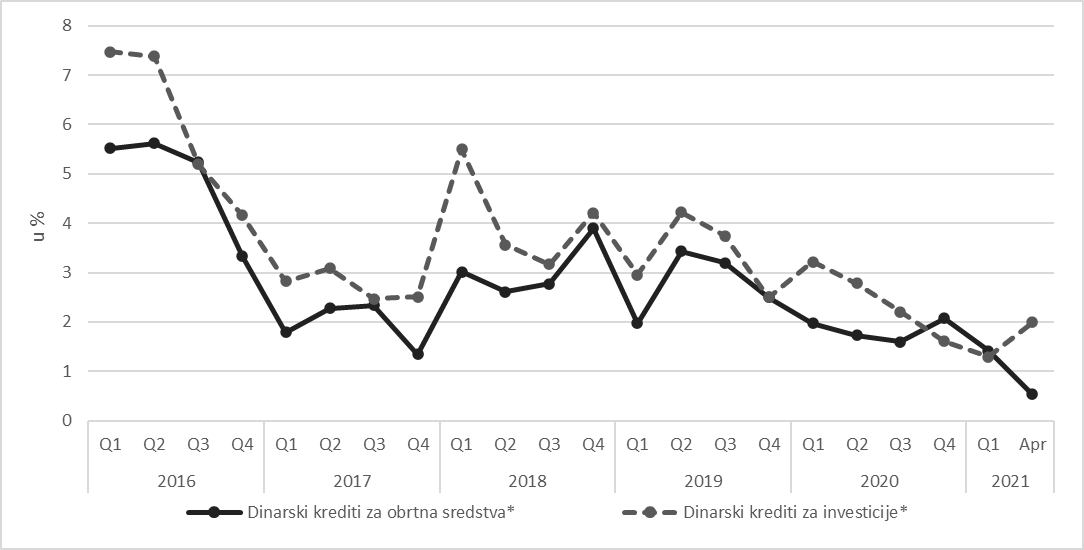 8
7
6
5
4
3
2
1
0
u %
Q1 Q2 Q3 Q4 Q1 Q2 Q3 Q4 Q1 Q2 Q3 Q4 Q1 Q2 Q3 Q4 Q1 Q2 Q3 Q4 Q1 Apr
2016 2017 2018 2019 2020 2021
Dinarski krediti za obrtna sredstva* Dinarski krediti za investicije*